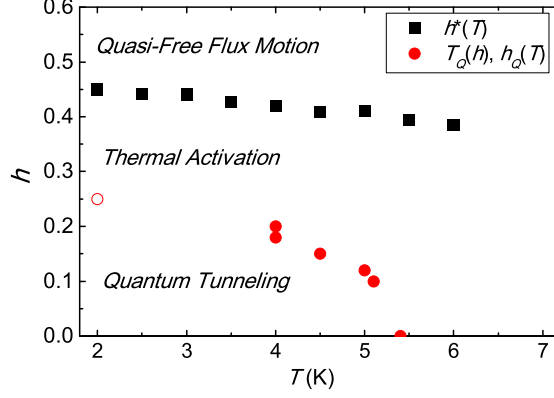 0.6
Quasi-Free Flux Motion
h*(T)
T_Q(h), h_Q(T)
0.5
0.4
0.3
0.2
0.1
0.0
Thermal Activation
h
Quantum Tunneling
2 3 4 5 6 7
T (K)